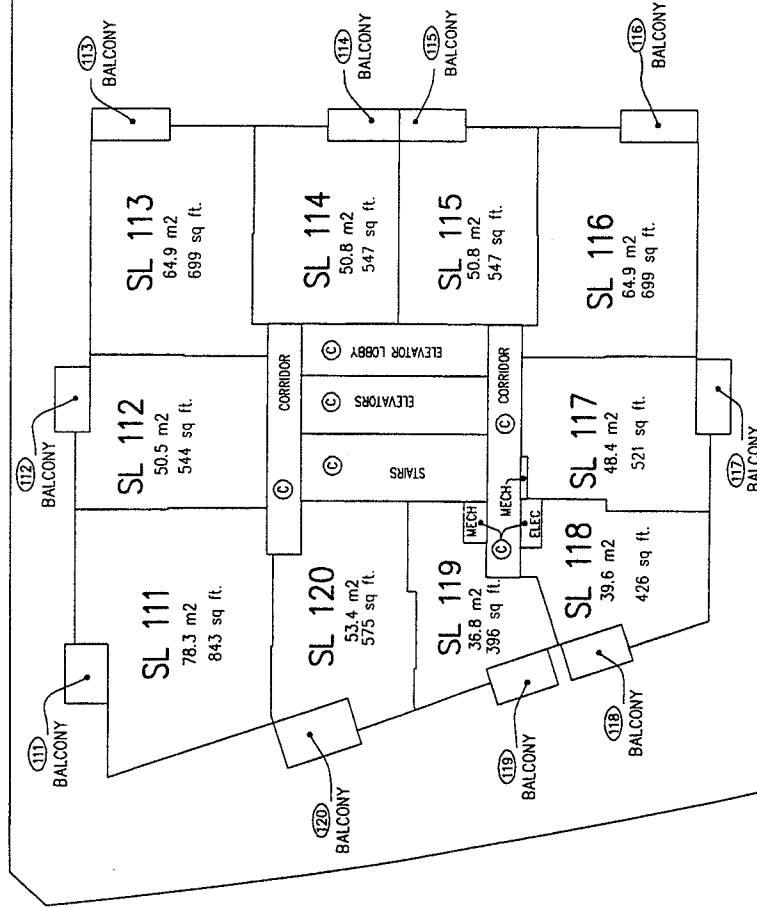 113
BALCONY
114
BALCONY
115
BALCONY
116
BALCONY
SL 113
64.9 m2
699 sq ft.
SL 114
50.8 m2
547 sq ft.
SL 115
50.8 m2
547 sq ft.
SL 116
64.9 m2
699 sq ft.
112
BALCONY
SL 112
50.5 m2
544 sq ft.
CORRIDOR
C
C
ELEVATOR LOBBY
C
ELEVATORS
C
STAIRS
CORRIDOR
C
MECH
MECH
C
ELEC
SL 117
48.4 m2
521 sq ft.
117
BALCONY
111
BALCONY
SL 111
78.3 m2
843 sq ft.
SL 120
53.4 m2
575 sq ft.
SL 119
36.8 m2
396 sq ft.
SL 118
39.6 m2
426 sq ft.
120
BALCONY
119
BALCONY
118
BALCONY